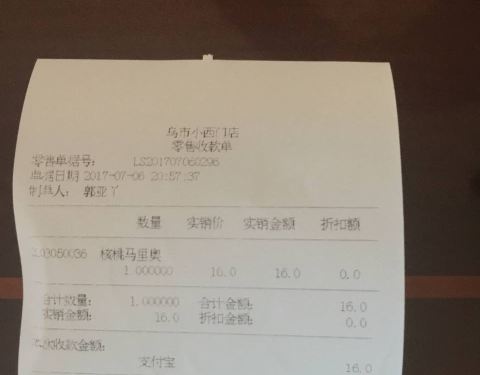 乌市小西门店
零售收款单
零售单据号: LS201707060296
单据日期 2017-07-06 20:57:37
制单人: 郭亚丫
数量 实销价 实销金额 折扣额
203050036 核桃马里奥
1.000000 16.0 16.0 0.0
合计数量: 1.000000 合计金额: 16.0
实销金额: 16.0 折扣金额: 0.0
本次收款金额:
支付宝 16.0